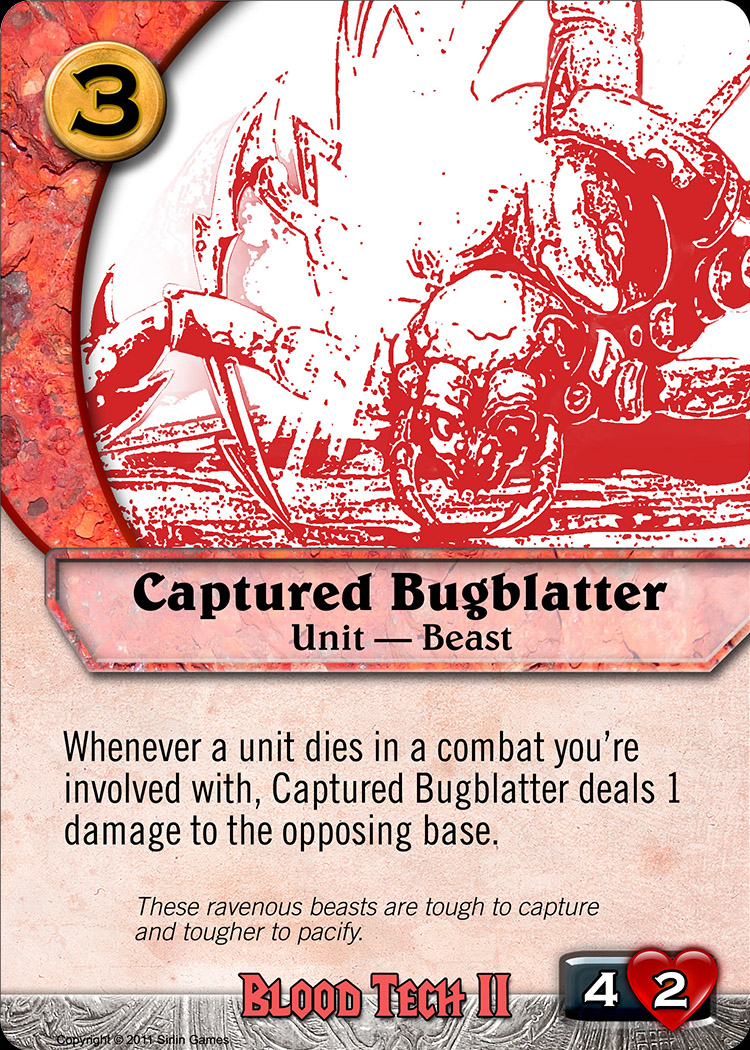 3
Captured Bugblatter
Unit — Beast
Whenever a unit dies in a combat you're
involved with, Captured Bugblatter deals 1
damage to the opposing base.
These ravenous beasts are tough to capture
and tougher to pacify.
Blood Tech II
4 2
Copyright © 2011 Sirlin Games